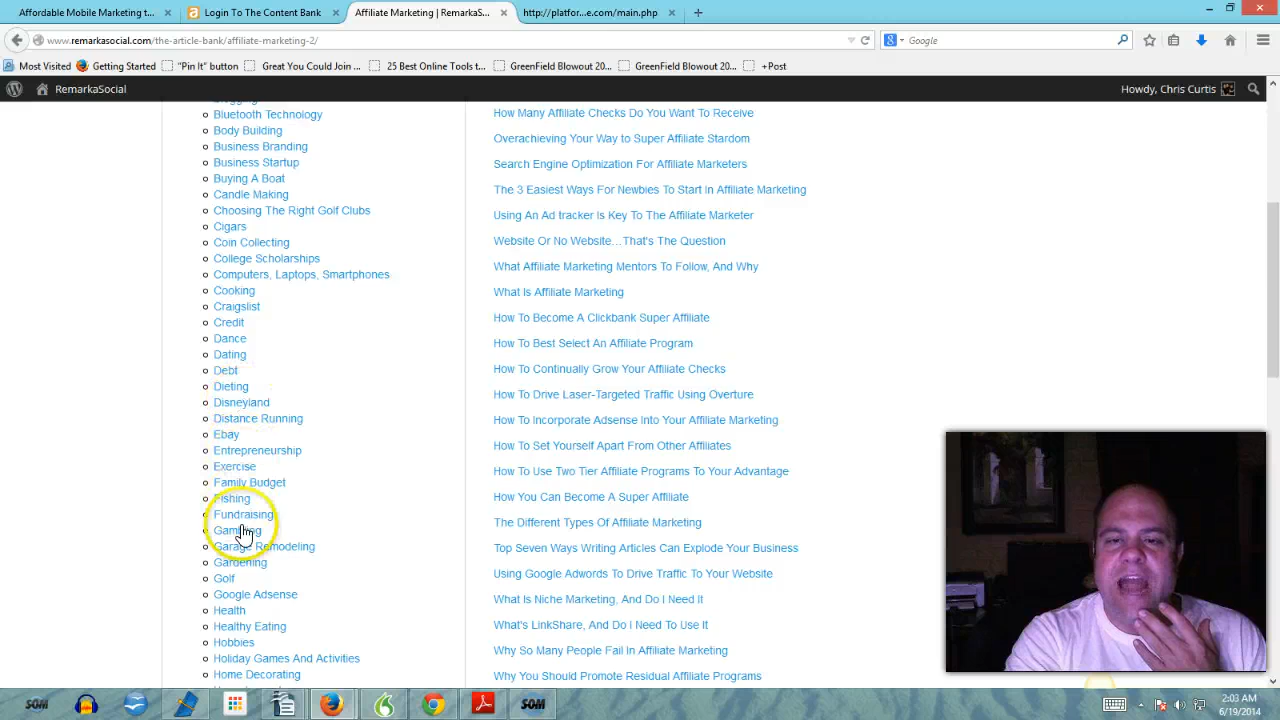 Affordable Mobile Marketing t...
Login To The Content Bank
Affiliate Marketing | RemarkaS...
http://platfor...e.com/main.php
www.remarkasocial.com/the-article-bank/affiliate-marketing-2/
Google
Most Visited
Getting Started
"Pin It" button
Great You Could Join ...
25 Best Online Tools t...
GreenField Blowout 20...
GreenField Blowout 20...
+Post
RemarkaSocial
Howdy, Chris Curtis
Blogging
Bluetooth Technology
Body Building
Business Branding
Business Startup
Buying A Boat
Candle Making
Choosing The Right Golf Clubs
Cigars
Coin Collecting
College Scholarships
Computers, Laptops, Smartphones
Cooking
Craigslist
Credit
Dance
Dating
Debt
Dieting
Disneyland
Distance Running
Ebay
Entrepreneurship
Exercise
Family Budget
Fishing
Fundraising
Gambling
Garage Remodeling
Gardening
Golf
Google Adsense
Health
Healthy Eating
Hobbies
Holiday Games And Activities
Home Decorating
How Many Affiliate Checks Do You Want To Receive
Overachieving Your Way to Super Affiliate Stardom
Search Engine Optimization For Affiliate Marketers
The 3 Easiest Ways For Newbies To Start In Affiliate Marketing
Using An Ad tracker Is Key To The Affiliate Marketer
Website Or No Website…That's The Question
What Affiliate Marketing Mentors To Follow, And Why
What Is Affiliate Marketing
How To Become A Clickbank Super Affiliate
How To Best Select An Affiliate Program
How To Continually Grow Your Affiliate Checks
How To Drive Laser-Targeted Traffic Using Overture
How To Incorporate Adsense Into Your Affiliate Marketing
How To Set Yourself Apart From Other Affiliates
How To Use Two Tier Affiliate Programs To Your Advantage
How You Can Become A Super Affiliate
The Different Types Of Affiliate Marketing
Top Seven Ways Writing Articles Can Explode Your Business
Using Google Adwords To Drive Traffic To Your Website
What Is Niche Marketing, And Do I Need It
What's LinkShare, And Do I Need To Use It
Why So Many People Fail In Affiliate Marketing
Why You Should Promote Residual Affiliate Programs
SOM
SOM
2:03 AM
6/19/2014